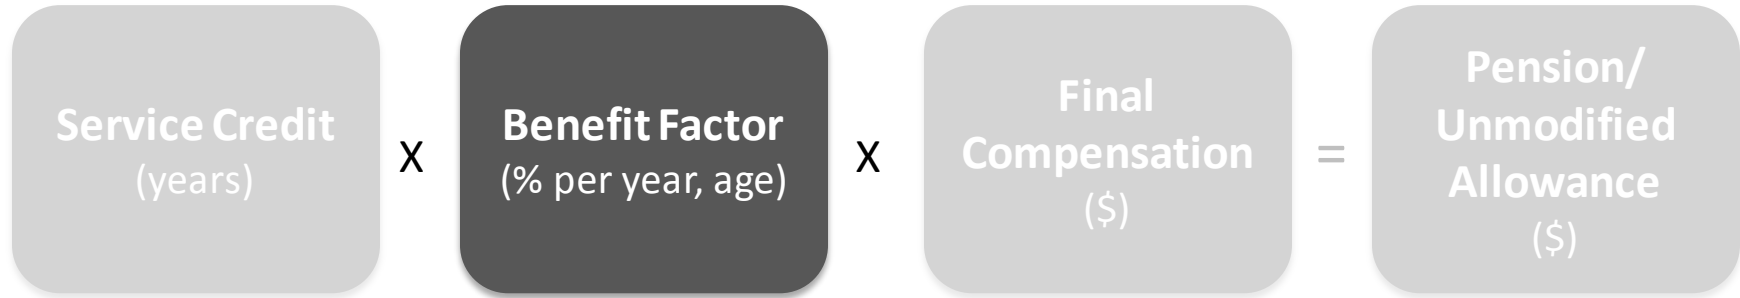 Service Credit
(years)
X
Benefit Factor
(% per year, age)
X
Final
Compensation
($)
=
Pension/
Unmodified
Allowance
($)